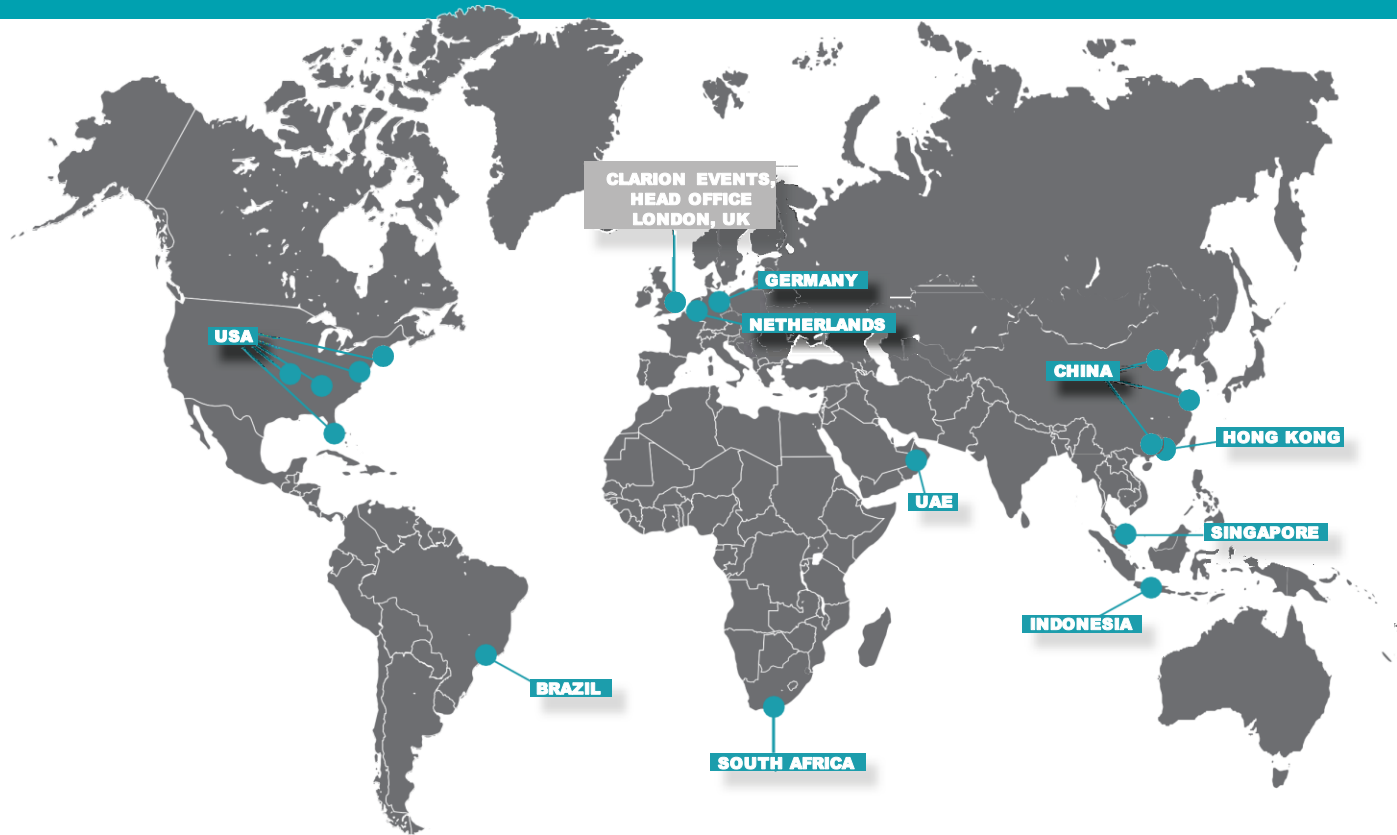 CLARION EVENTS,
HEAD OFFICE
LONDON, UK
GERMANY
NETHERLANDS
USA
CHINA
HONG KONG
UAE
SINGAPORE
INDONESIA
BRAZIL
SOUTH AFRICA